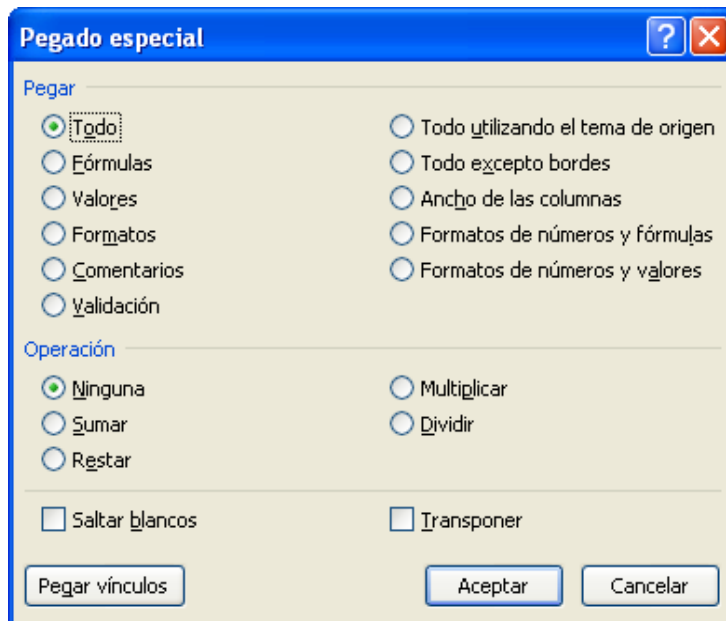 Pegado especial
Pegar
Todo
Todo utilizando el tema de origen
Fórmulas
Todo excepto bordes
Valores
Ancho de las columnas
Formatos
Formatos de números y fórmulas
Comentarios
Formatos de números y valores
Validación
Operación
Ninguna
Multiplicar
Sumar
Dividir
Restar
Saltar blancos
Transponer
Pegar vínculos
Aceptar
Cancelar